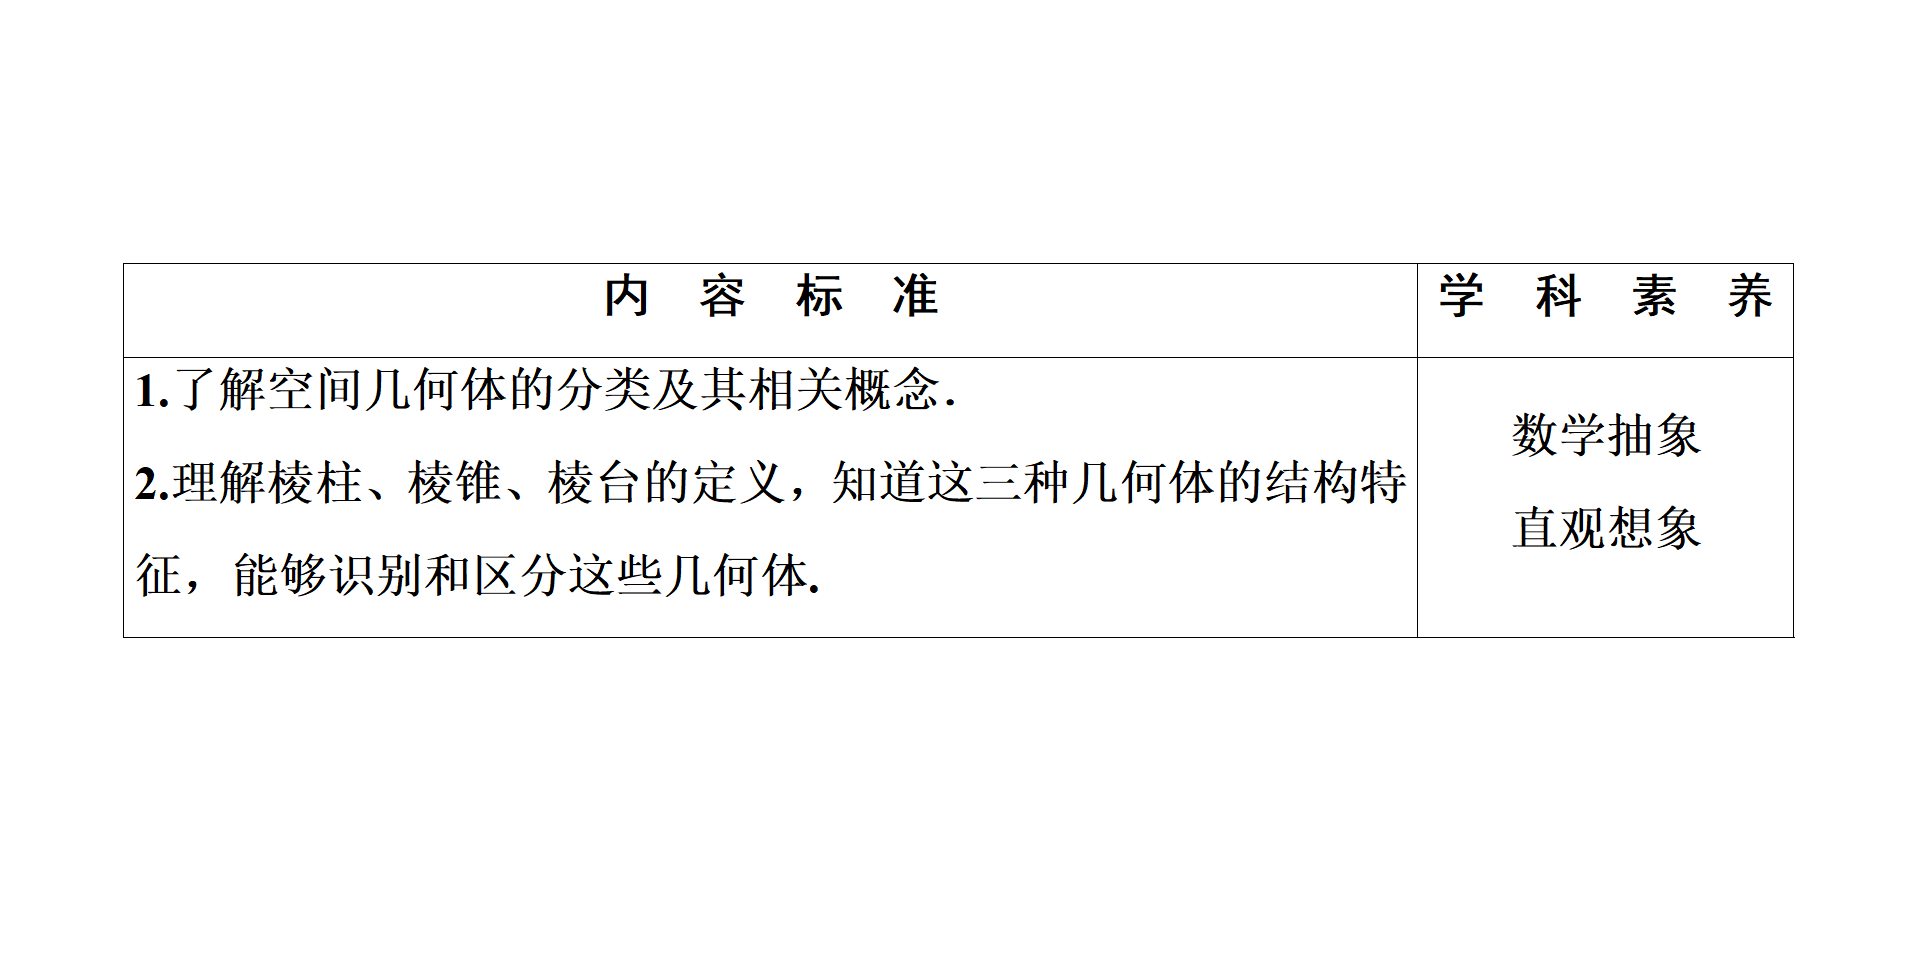 内 容 标 准
学 科 素 养
1.了解空间几何体的分类及其相关概念.
2.理解棱柱、棱锥、棱台的定义，知道这三种几何体的结构特
征，能够识别和区分这些几何体.
数学抽象
直观想象